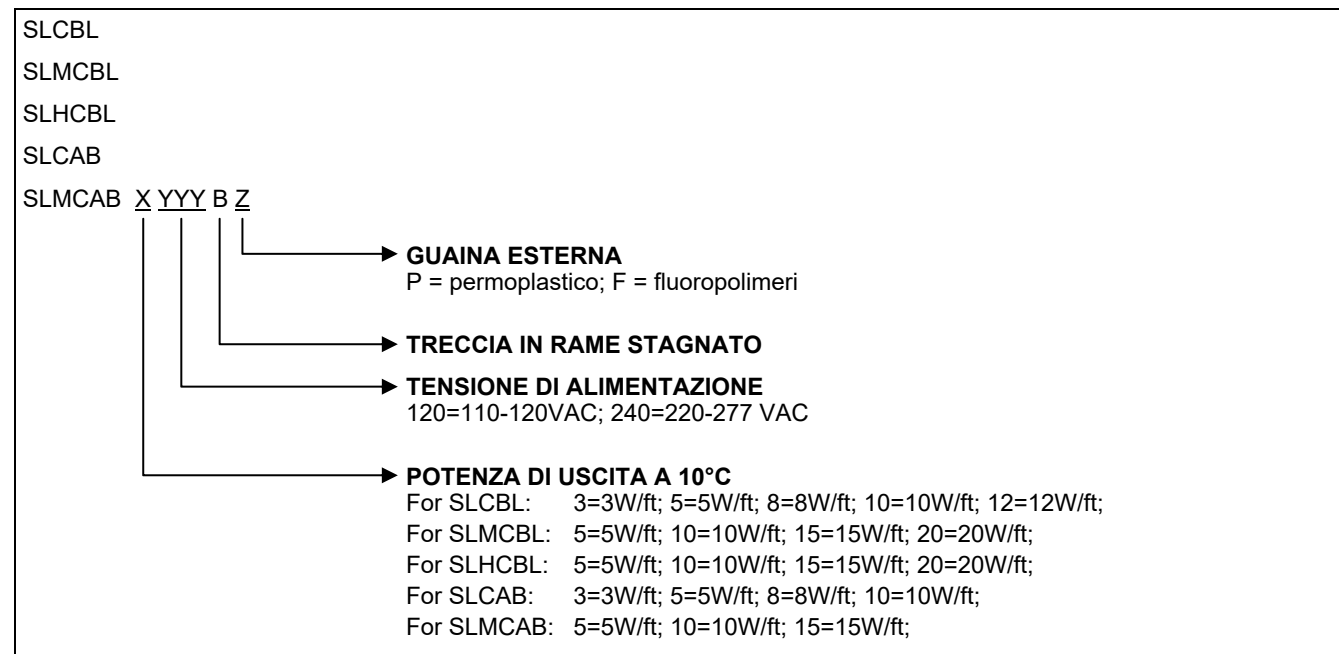 SLCBL
SLMCBL
SLHCBL
SLCAB
SLMCAB X YYY B Z
GUAINA ESTERNA
P = permoplastico; F = fluoropolimeri
TRECCIA IN RAME STAGNATO
TENSIONE DI ALIMENTAZIONE
120=110-120VAC; 240=220-277 VAC
POTENZA DI USCITA A 10°C
For SLCBL: 3=3W/ft; 5=5W/ft; 8=8W/ft; 10=10W/ft; 12=12W/ft;
For SLMCBL: 5=5W/ft; 10=10W/ft; 15=15W/ft; 20=20W/ft;
For SLHCBL: 5=5W/ft; 10=10W/ft; 15=15W/ft; 20=20W/ft;
For SLCAB: 3=3W/ft; 5=5W/ft; 8=8W/ft; 10=10W/ft;
For SLMCAB: 5=5W/ft; 10=10W/ft; 15=15W/ft;